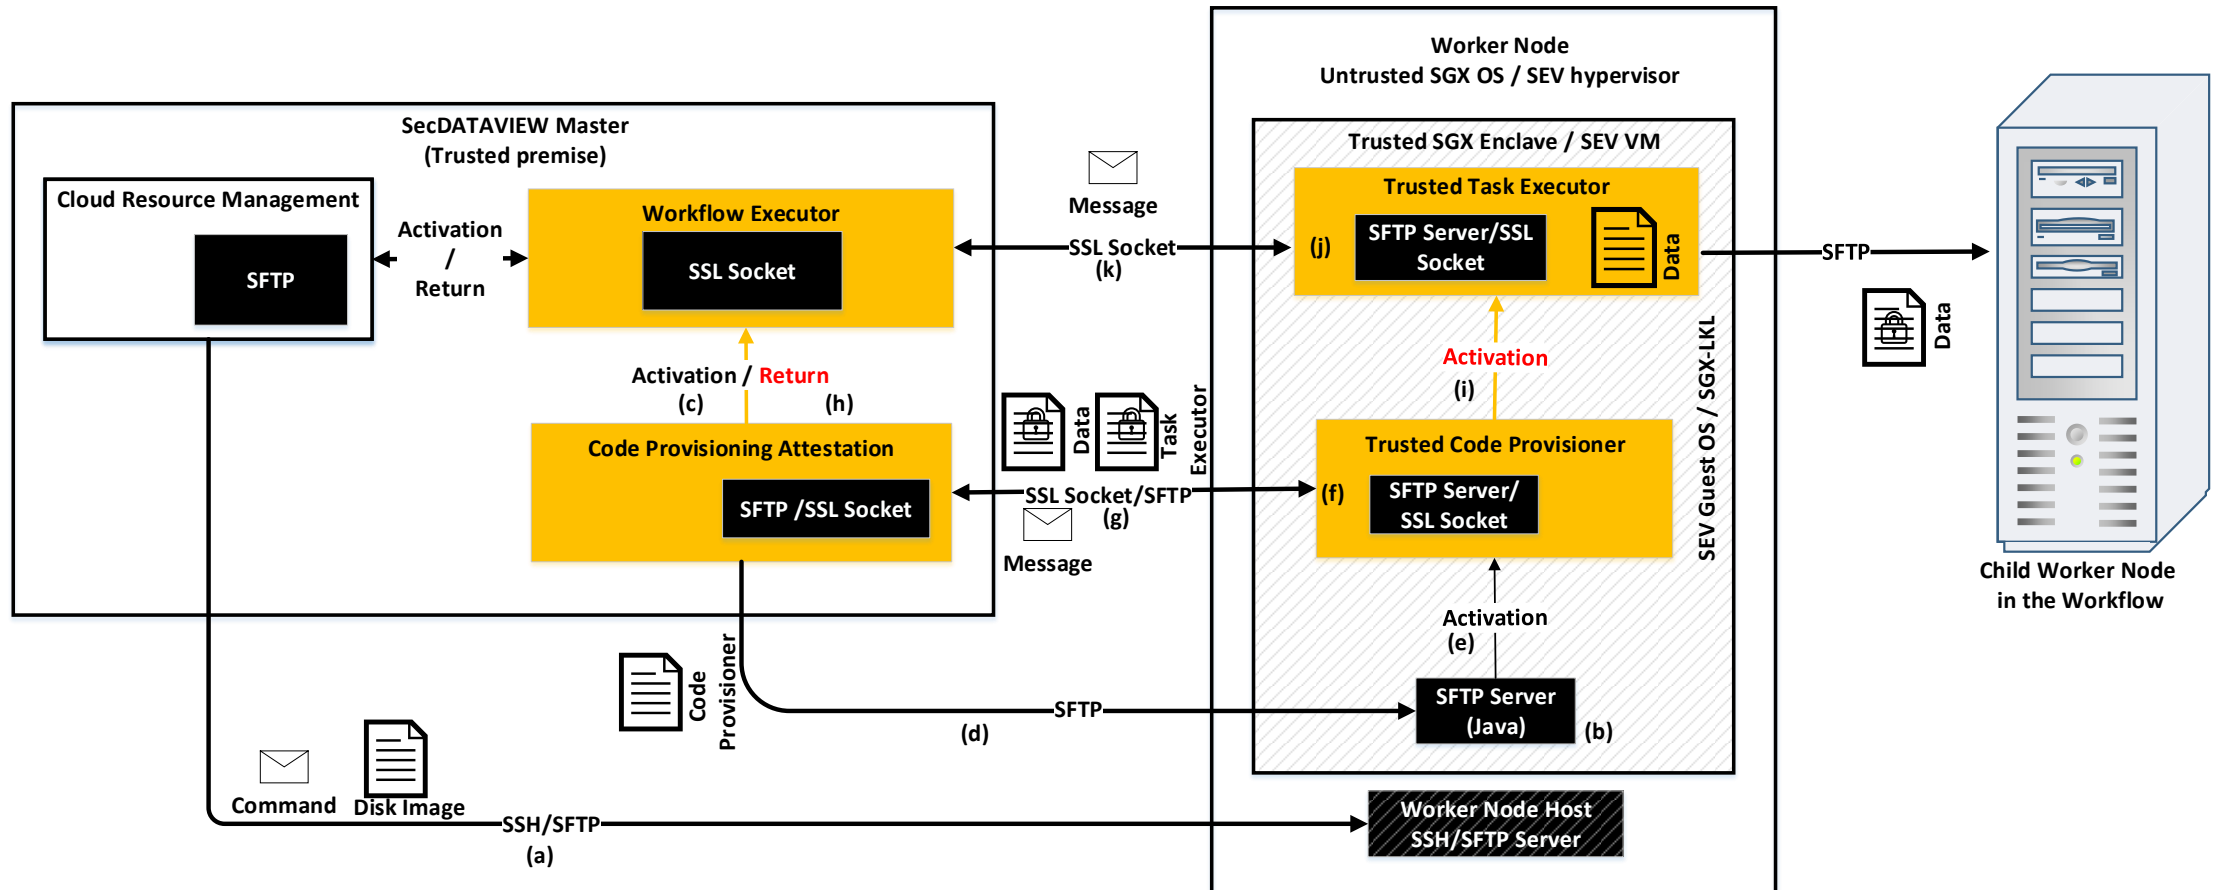 Worker Node
Untrusted SGX OS / SEV hypervisor
SecDATAVIEW Master
(Trusted premise)
Trusted SGX Enclave / SEV VM
Cloud Resource Management
SFTP
Activation
/
Return
Workflow Executor
SSL Socket
Message
SSL Socket
(k)
Trusted Task Executor
(j)
SFTP Server/SSL
Socket
Data
SFTP
Data
Activation / Return
(c)
(h)
Activation
(i)
SEV Guest OS / SGX-LKL
Code Provisioning Attestation
SFTP /SSL Socket
Data
Task
Executor
SSL Socket/SFTP
(g)
Message
Trusted Code Provisioner
(f)
SFTP Server/
SSL Socket
Child Worker Node
in the Workflow
Activation
(e)
Code
Provisioner
SFTP
(d)
SFTP Server
(Java)
(b)
Command
Disk Image
SSH/SFTP
(a)
Worker Node Host
SSH/SFTP Server